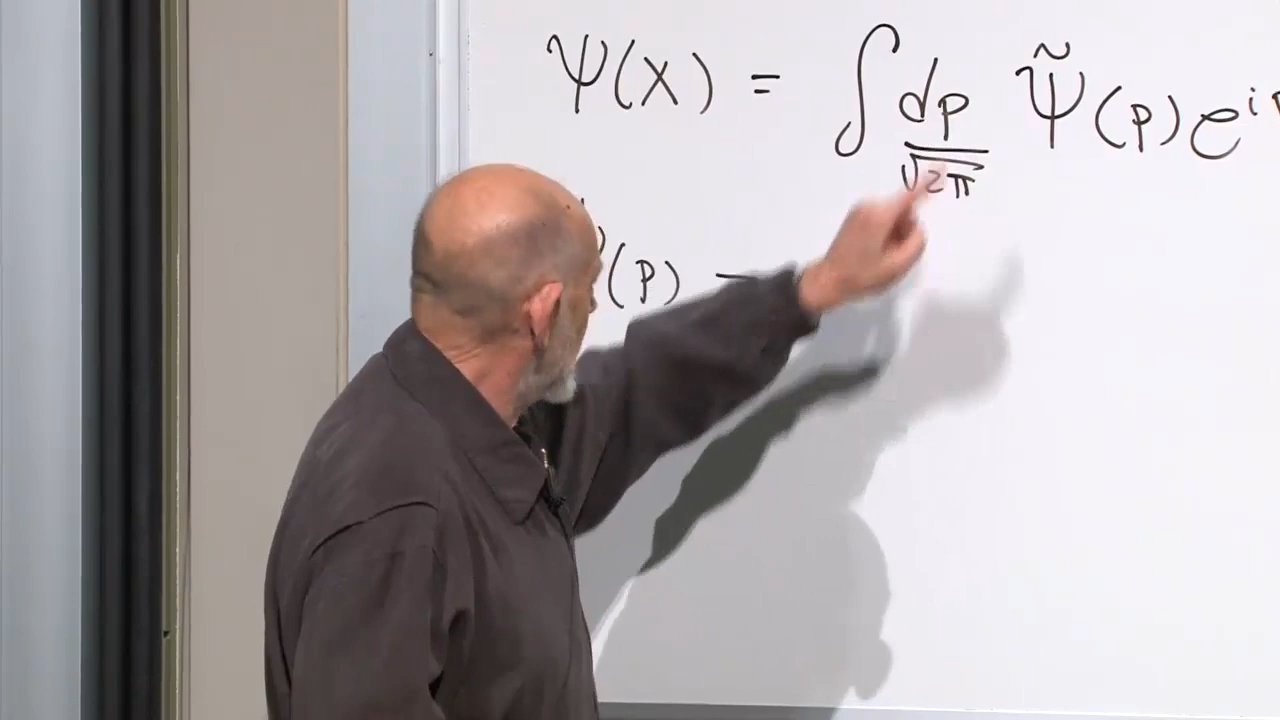 ψ(x) = ∫ dp/√2π ψ̃(p) e^i
(p) =